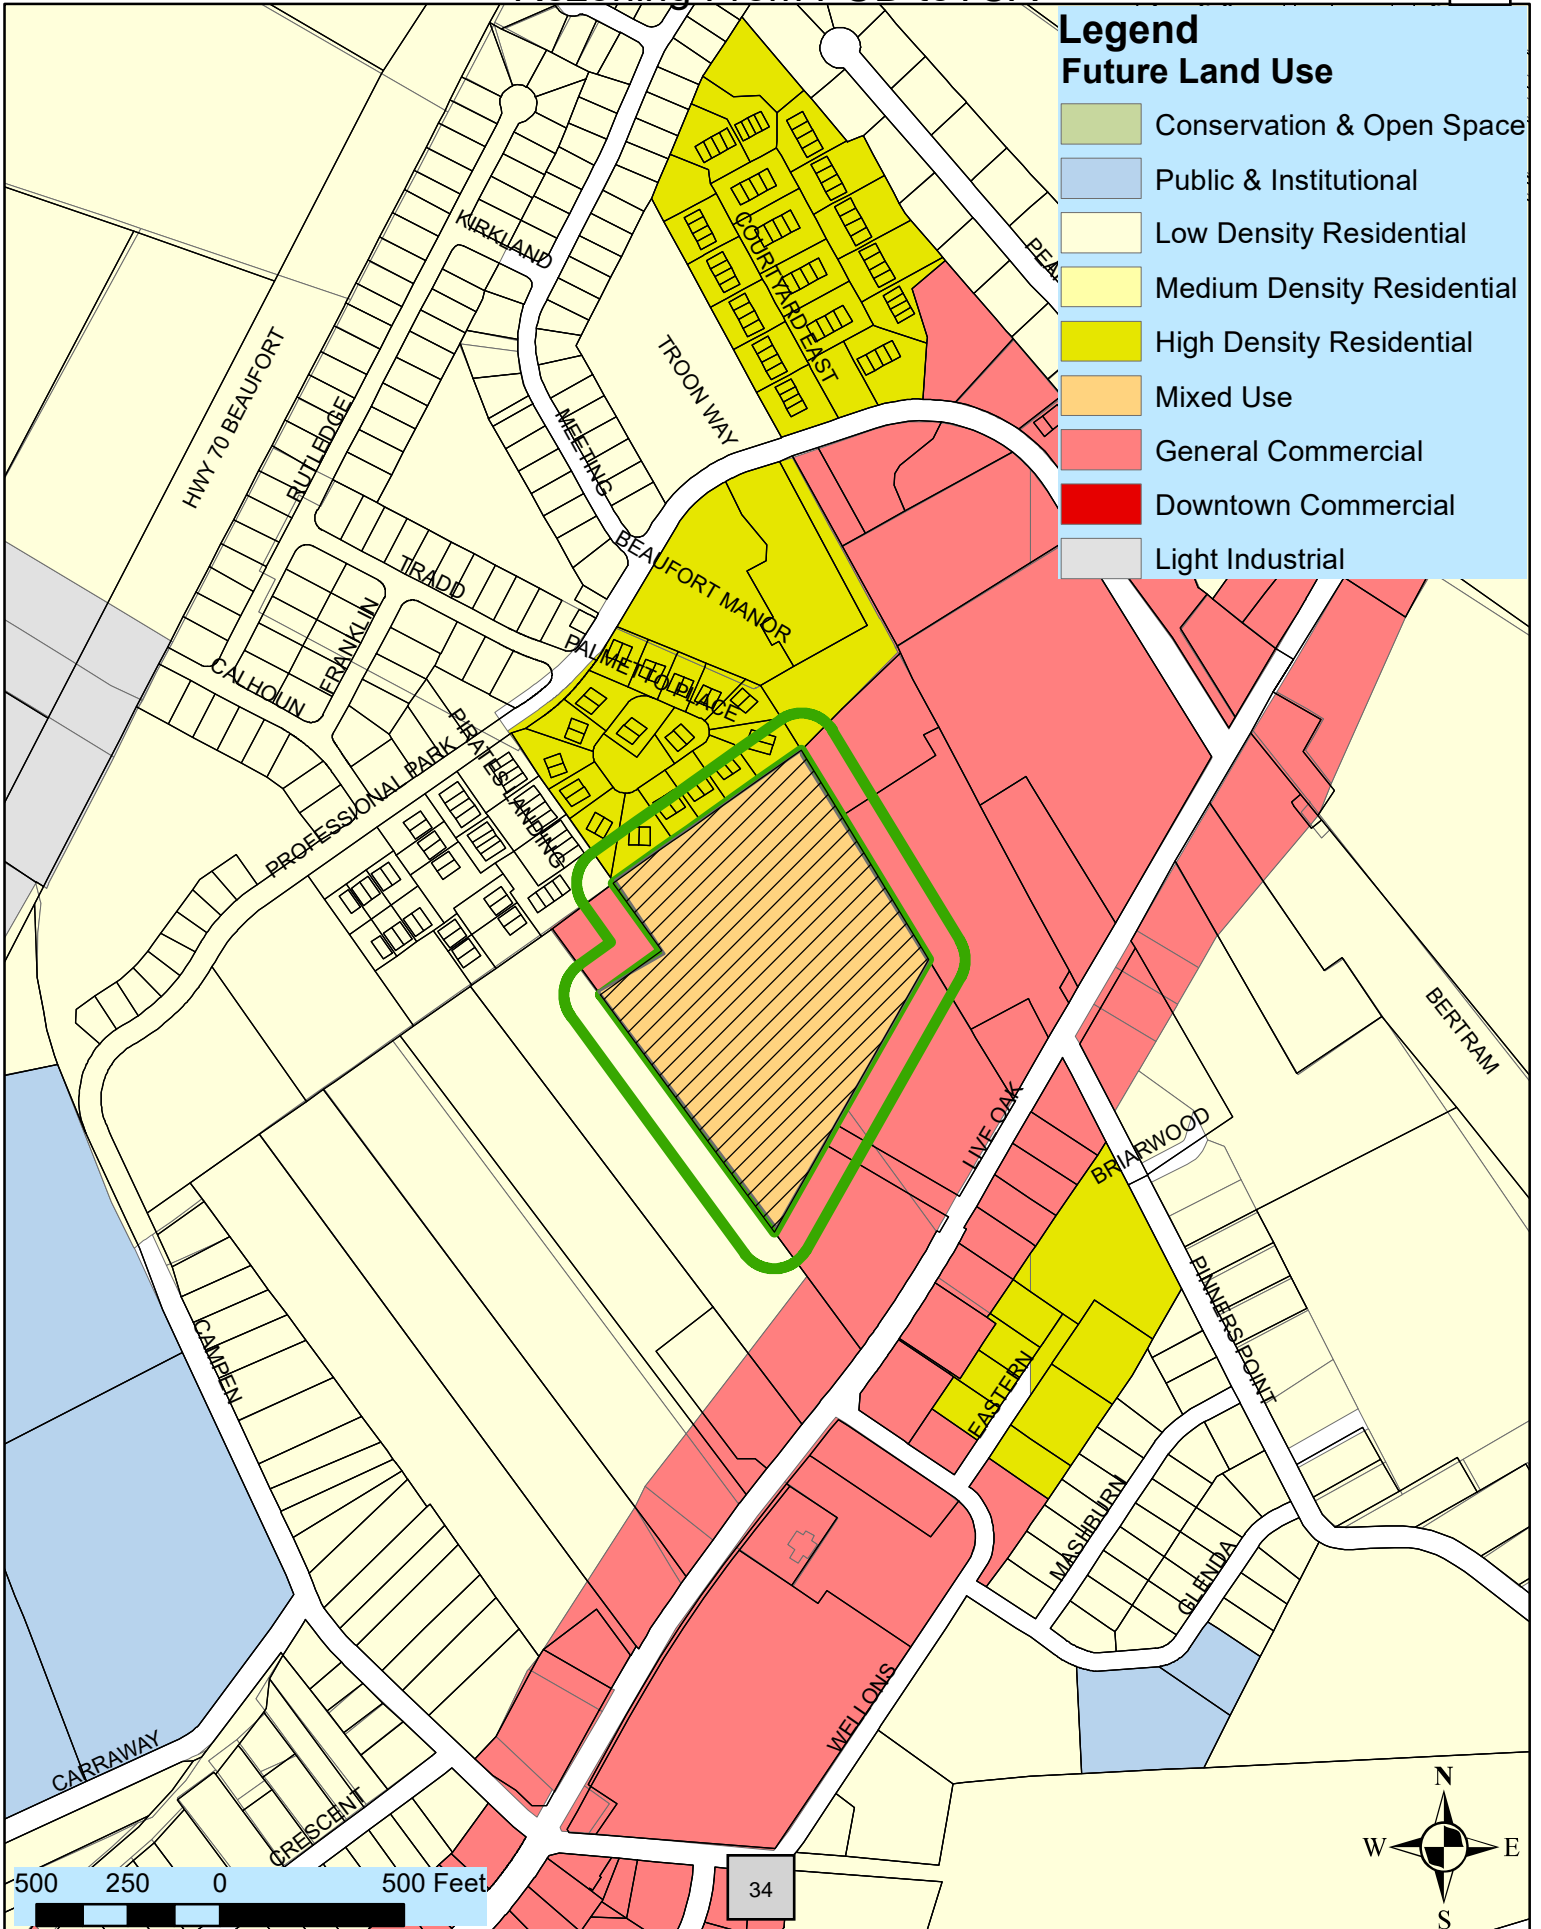 Legend
Future Land Use
Conservation & Open Space
Public & Institutional
Low Density Residential
Medium Density Residential
High Density Residential
Mixed Use
General Commercial
Downtown Commercial
Light Industrial
KIRKLAND
COURTYARD EAST
HWY 70 BEAUFORT
TROON WAY
RUTLEDGE
MEETING
BEAUFORT MANOR
TRADD
FRANKLIN
PALMETTO PLACE
CALHOUN
PIRATES LANDING
PROFESSIONAL PARK
BERTRAM
LIVE OAK
BRIARWOOD
PINNERS POINT
CAMPEN
EASTERN
MASHBURN
GLENDA
WELLONS
CARRAWAY
CRESCENT
N
W
E
S
500 250 0 500 Feet
34